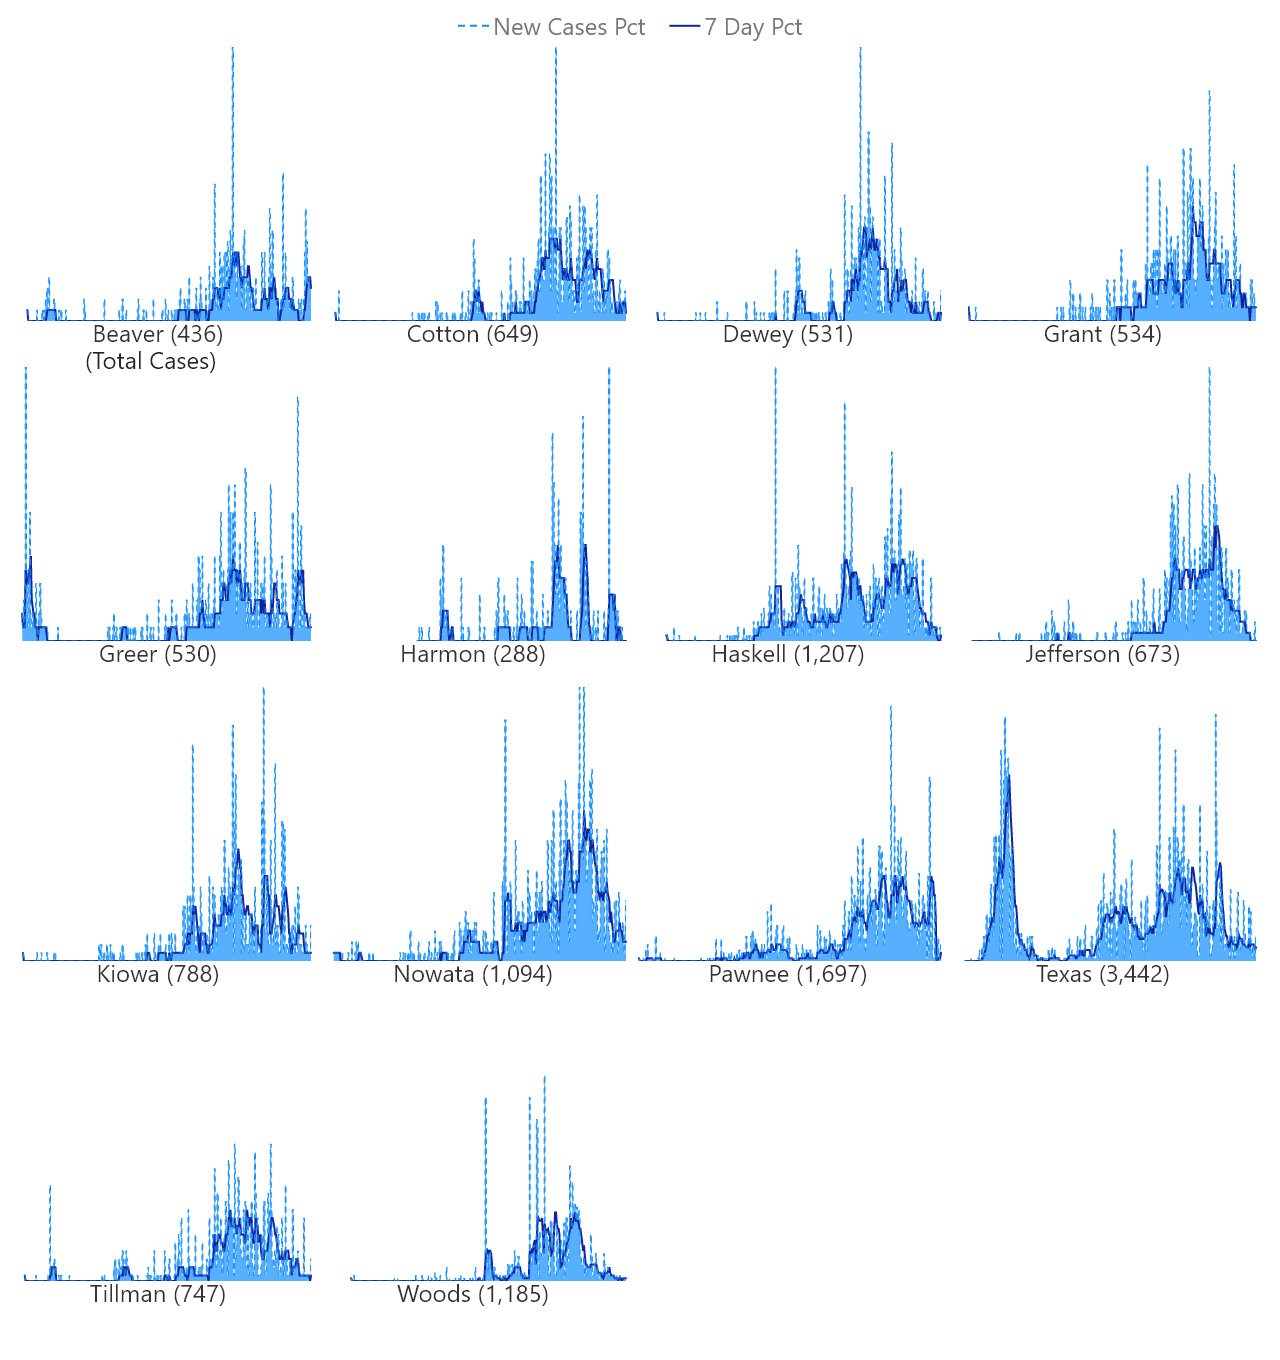 New Cases Pct 7 Day Pct
Beaver (436) Cotton (649) Dewey (531) Grant (534)
(Total Cases)
Greer (530) Harmon (288) Haskell (1,207) Jefferson (673)
Kiowa (788) Nowata (1,094) Pawnee (1,697) Texas (3,442)
Tillman (747) Woods (1,185)